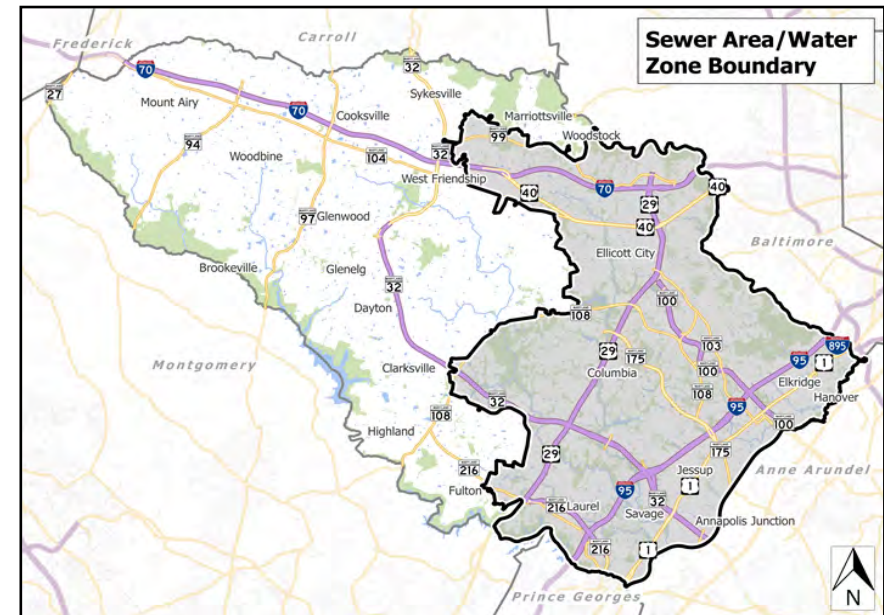 Sewer Area/Water
Zone Boundary
Frederick
Carroll
70
32
Sykesville
27
Mount Airy
70
Cooksville
Marriottsville
Woodstock
99
94
Woodbine
104
32
West Friendship
70
40
40
29
97
Glenwood
40
Ellicott City
Baltimore
Brookeville
Glenelg
32
Dayton
100
108
103
895
29
175
95
1
Montgomery
Clarksville
Columbia
100
Elkridge
32
108
Hanover
95
108
100
Highland
29
175
Anne Arundel
216
Jessup
Fulton
95
1
32
Laurel
216
Savage
Annapolis Junction
216
1
Prince Georges
N